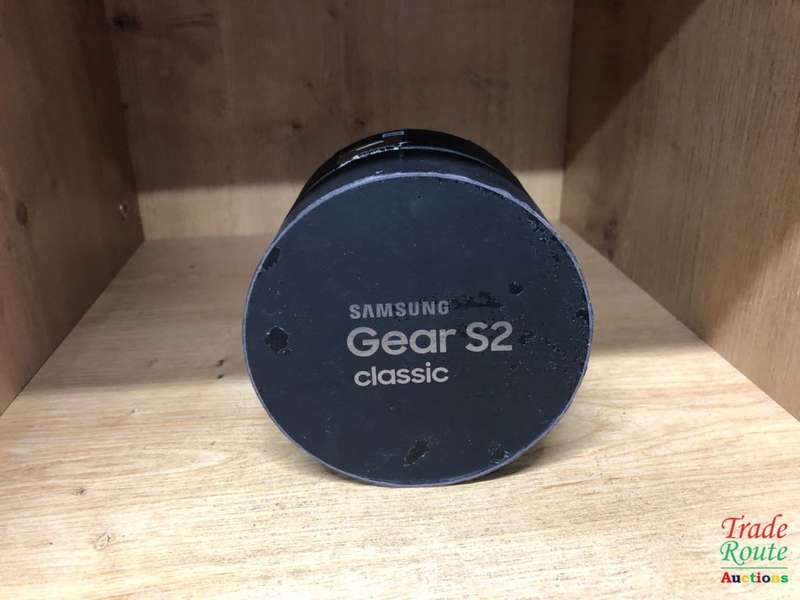 SAMSUNG
Gear S2
classic
Trade
Route
Auctions